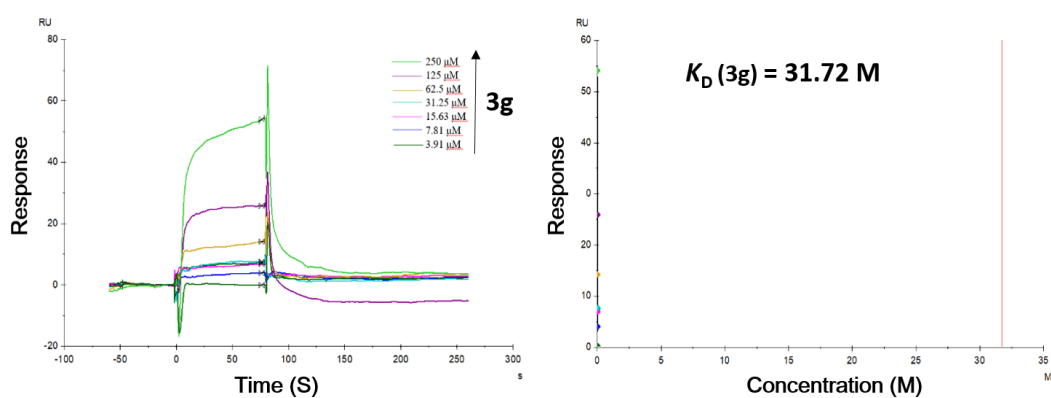 RU
80
60
40
20
0
-20
-100
-50
0
50
100
150
200
250
300
s
Response
Time (S)
250 µM
125 µM
62.5 µM
31.25 µM
15.63 µM
7.81 µM
3.91 µM
3g
RU
60
50
40
30
0
20
10
0
0
5
10
15
20
25
30
35
M
Response
Concentration (M)
KD (3g) = 31.72 M